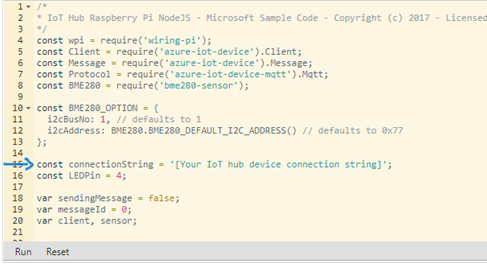 1 /*
2 * IoT Hub Raspberry Pi NodeJS - Microsoft Sample Code - Copyright (c) 2017 - Licensed
3 */
4 const wpi = require('wiring-pi');
5 const Client = require('azure-iot-device').Client;
6 const Message = require('azure-iot-device').Message;
7 const Protocol = require('azure-iot-device-mqtt').Mqtt;
8 const BME280 = require('bme280-sensor');
9
10 const BME280_OPTION = {
11 i2cBusNo: 1, // defaults to 1
12 i2cAddress: BME280.BME280_DEFAULT_I2C_ADDRESS() // defaults to 0x77
13 };
14
15 const connectionString = '[Your IoT hub device connection string]';
16 const LEDPin = 4;
17
18 var sendingMessage = false;
19 var messageId = 0;
20 var client, sensor;
21
Run Reset